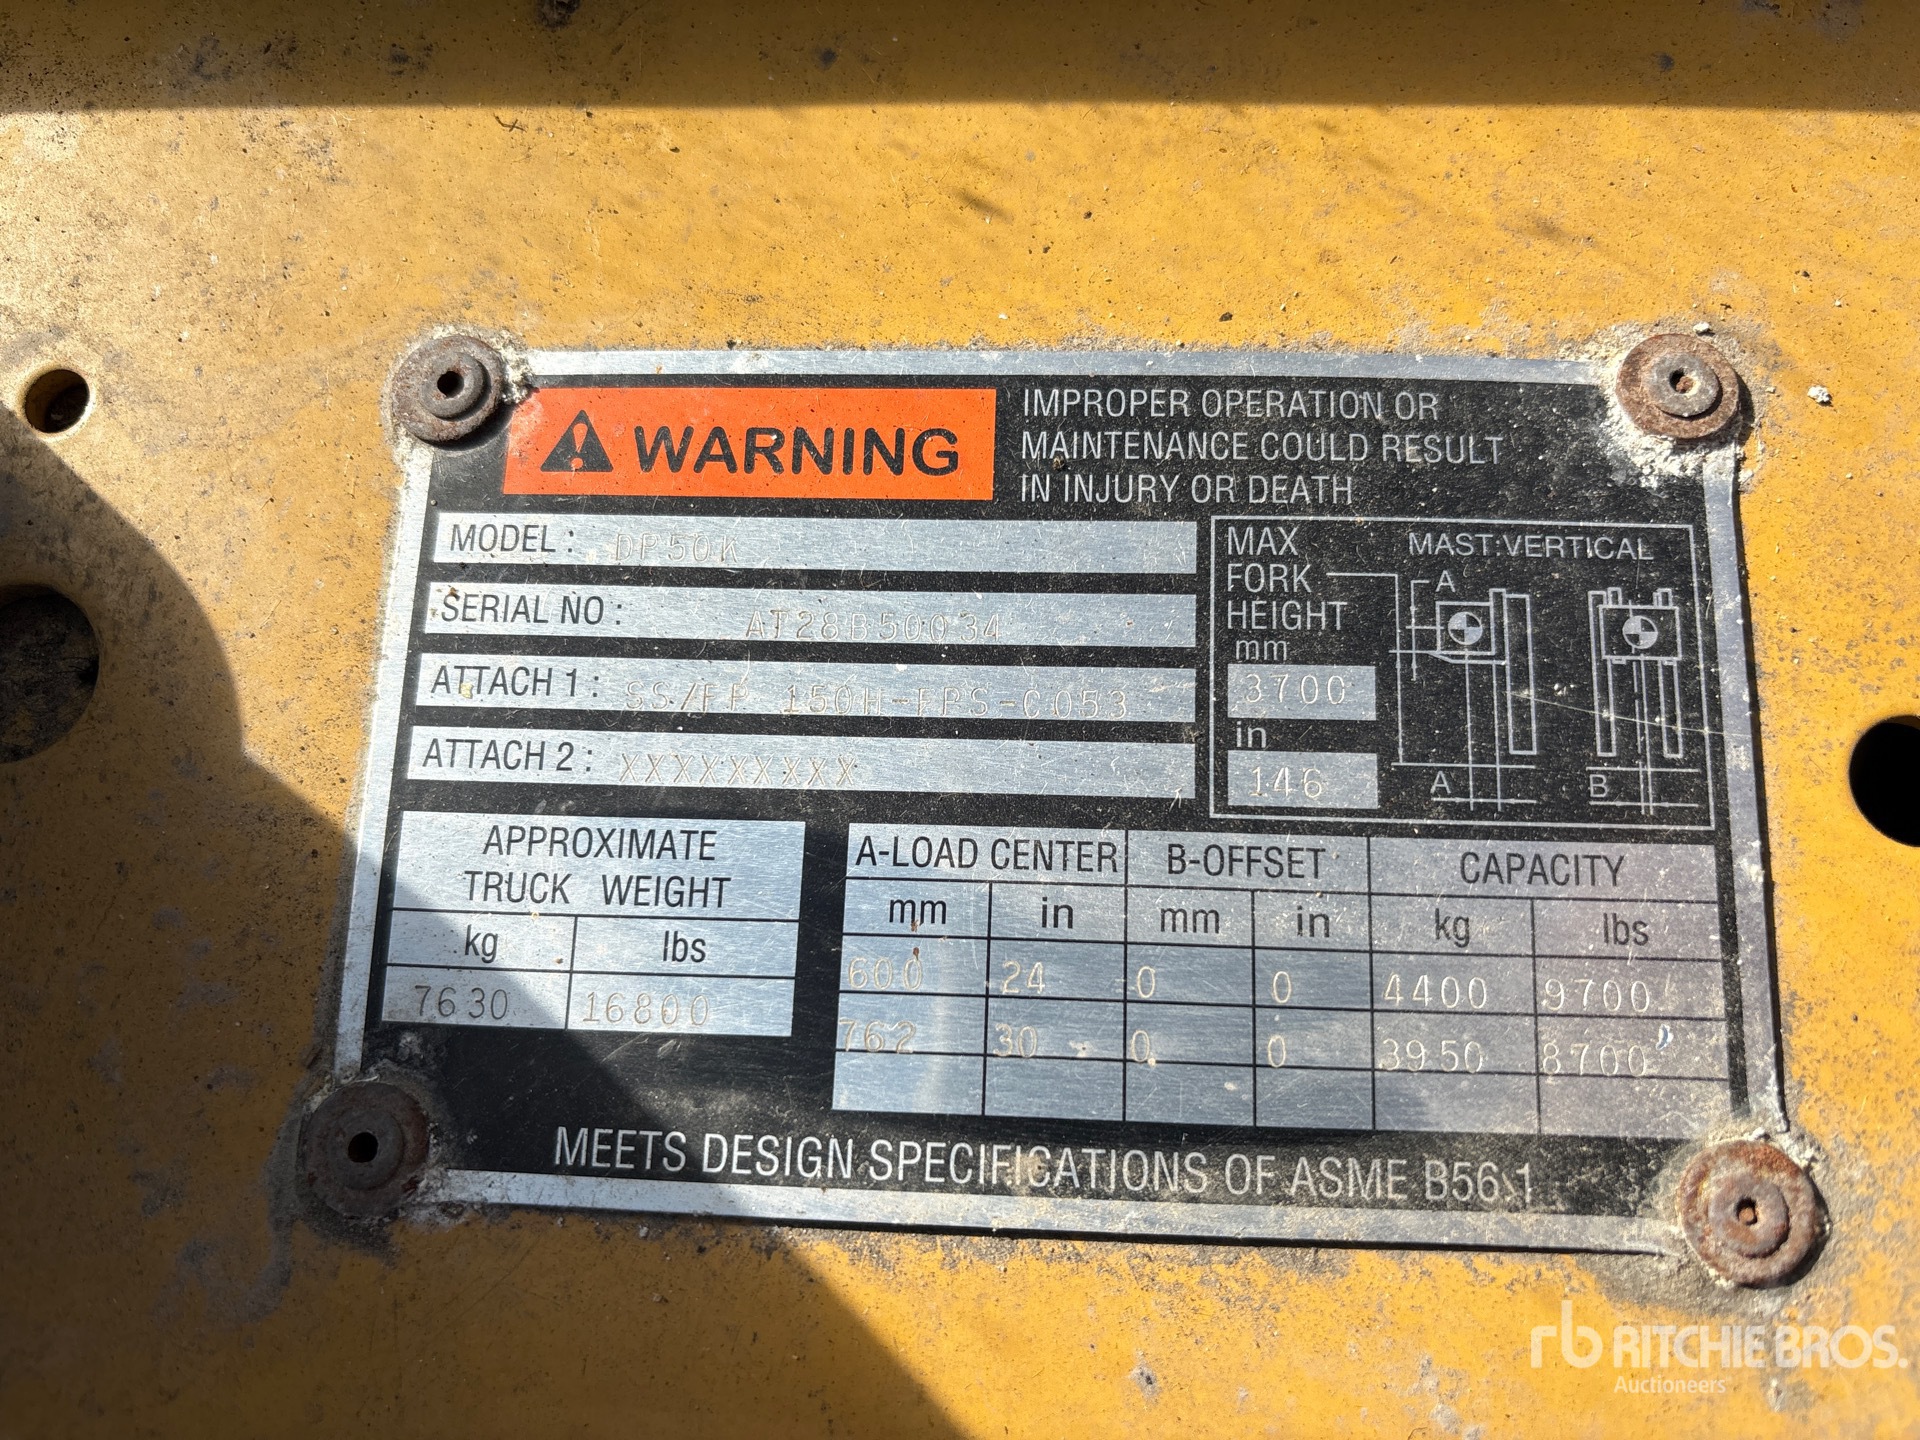 WARNING
IMPROPER OPERATION OR
MAINTENANCE COULD RESULT
IN INJURY OR DEATH
MODEL: DP50K
SERIAL NO: AT28B50034
ATTACH 1: SS/FP 150H-FPS-C053
ATTACH 2: XXXXXXXXX
MAX
FORK
HEIGHT
mm
3700
in
146
MAST:VERTICAL
A
A
B
APPROXIMATE
TRUCK WEIGHT
kg lbs
7630 16800
A-LOAD CENTER B-OFFSET CAPACITY
mm in mm in kg lbs
600 24 0 0 4400 9700
762 30 0 0 3950 8700
MEETS DESIGN SPECIFICATIONS OF ASME B56.1
rb RITCHIE BROS.
Auctioneers